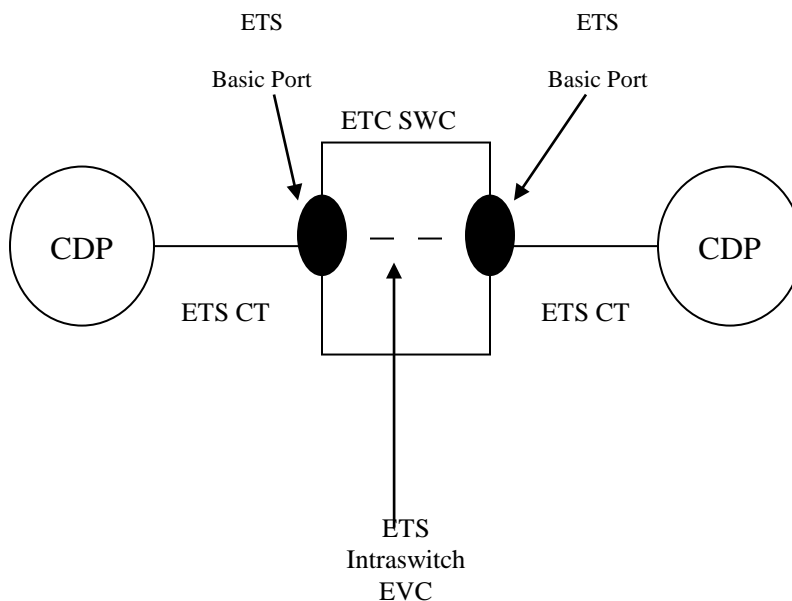 ETS
Basic Port
ETS
Basic Port
ETC SWC
CDP
CDP
ETS CT
ETS CT
ETS
Intraswitch
EVC